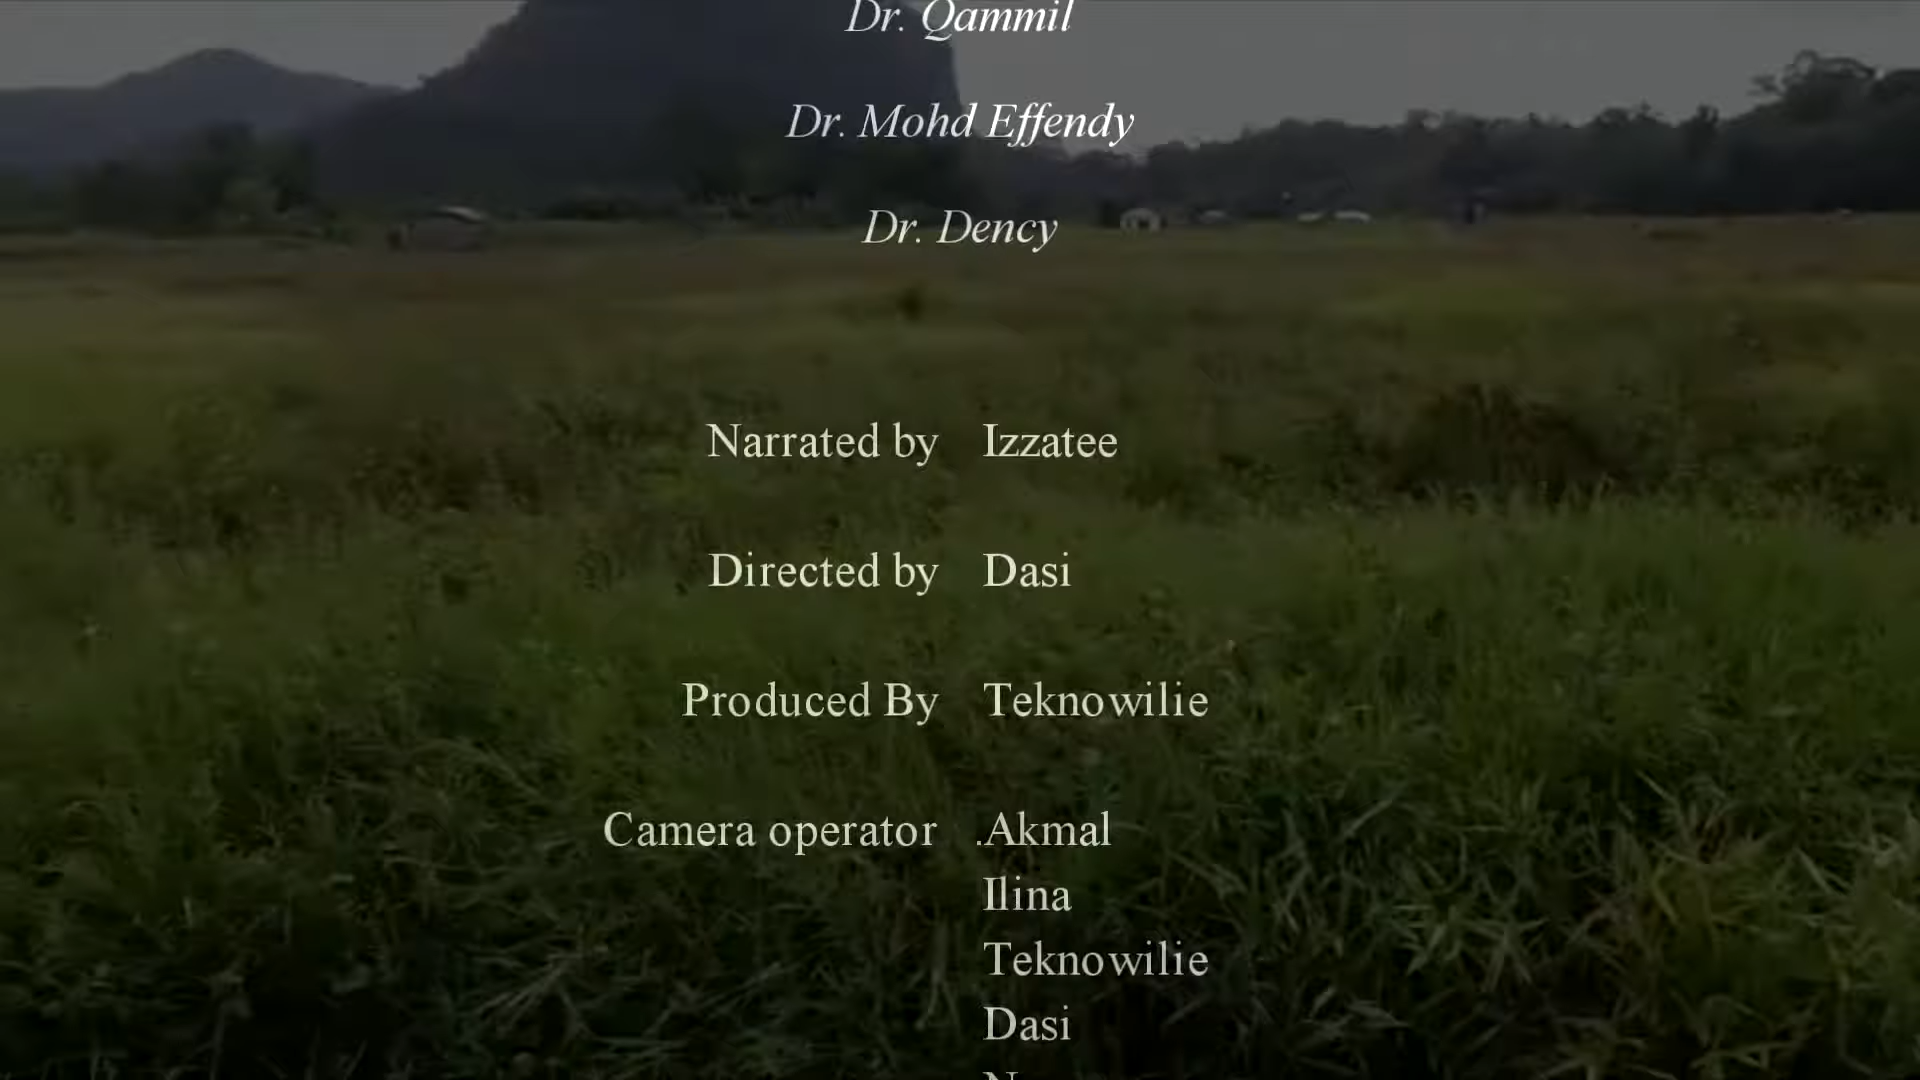 Dr. Qammil
Dr. Mohd Effendy
Dr. Dency
Narrated by Izzatee
Directed by Dasi
Produced By Teknowilie
Camera operator .Akmal
Ilina
Teknowilie
Dasi